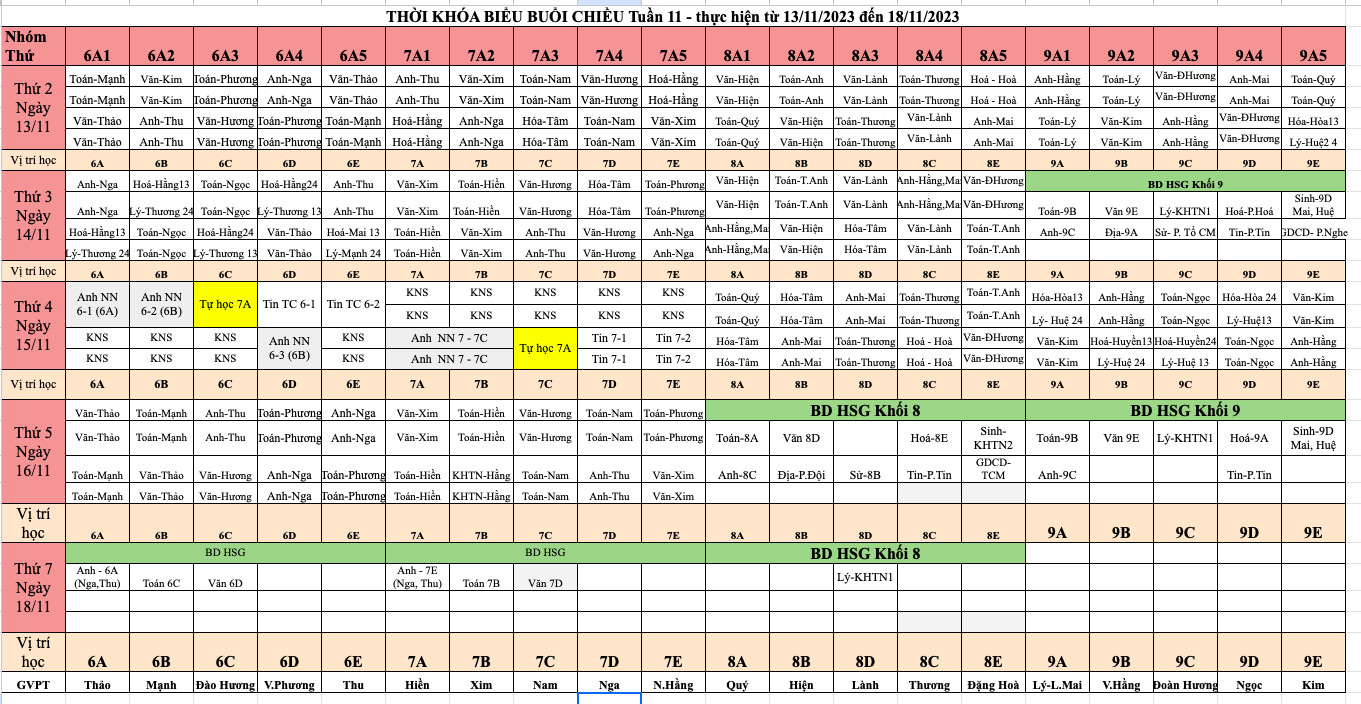 THỜI KHÓA BIỂU BUỔI CHIỀU Tuần 11 - thực hiện từ 13/11/2023 đến 18/11/2023
Nhóm Thứ 6A1 6A2 6A3 6A4 6A5 7A1 7A2 7A3 7A4 7A5 8A1 8A2 8A3 8A4 8A5 9A1 9A2 9A3 9A4 9A5
Thứ 2 Ngày 13/11
Toán-Mạnh Văn-Kim Toán-Phương Anh-Nga Văn-Thảo Anh-Thu Văn-Xim Toán-Nam Văn-Hương Hoá-Hằng Văn-Hiện Toán-Anh Văn-Lành Toán-Thương Hoá - Hoà Anh-Hằng Toán-Lý Văn-ĐHương Anh-Mai Toán-Quý
Toán-Mạnh Văn-Kim Toán-Phương Anh-Nga Văn-Thảo Anh-Thu Văn-Xim Toán-Nam Văn-Hương Hoá-Hằng Văn-Hiện Toán-Anh Văn-Lành Toán-Thương Hoá - Hoà Anh-Hằng Toán-Lý Văn-ĐHương Anh-Mai Toán-Quý
Văn-Thảo Anh-Thu Văn-Hương Toán-Phương Toán-Mạnh Hoá-Hằng Anh-Nga Hóa-Tâm Toán-Nam Văn-Xim Toán-Quý Văn-Hiện Toán-Anh Văn-Lành Anh-Mai Toán-Lý Văn-Kim Anh-Hằng Văn-ĐHương Hóa-Hòa13
Văn-Thảo Anh-Thu Văn-Hương Toán-Phương Toán-Mạnh Hoá-Hằng Anh-Nga Hóa-Tâm Toán-Nam Văn-Xim Toán-Quý Văn-Hiện Toán-Anh Văn-Lành Anh-Mai Toán-Lý Văn-Kim Anh-Hằng Văn-ĐHương Lý-Huệ2 4
Vị trí học 6A 6B 6C 6D 6E 7A 7B 7C 7D 7E 8A 8B 8D 8C 8E 9A 9B 9C 9D 9E
Thứ 3 Ngày 14/11
Anh-Nga Hoá-Hằng13 Toán-Ngọc Hoá-Hằng24 Anh-Thu Văn-Xim Toán-Hiền Văn-Hương Hóa-Tâm Toán-Phương Văn-Hiện Toán-T.Anh Văn-Lành Anh-Hằng,Mai Văn-ĐHương BD HSG Khối 9
Anh-Nga Lý-Thương 24 Toán-Ngọc Lý-Thương 13 Anh-Thu Văn-Xim Toán-Hiền Văn-Hương Hóa-Tâm Toán-Phương Văn-Hiện Toán-T.Anh Văn-Lành Anh-Hằng,Mai Văn-ĐHương Toán-9B Văn 9E Lý-KHTN1 Hoá-P.Hoá Sinh-9D Mai, Huệ
Hoá-Hằng13 Toán-Ngọc Hoá-Hằng24 Văn-Thảo Hoá-Mai 13 Toán-Hiền Văn-Xim Anh-Thu Văn-Hương Anh-Nga Anh-Hằng,Mai Văn-Hiện Hóa-Tâm Văn-Lành Toán-T.Anh Anh-9C Địa-9A Sử- P. Tổ CM Tin-P.Tin GDCD- P.Nghe
Lý-Thương 24 Toán-Ngọc Lý-Thương 13 Văn-Thảo Lý-Mạnh 24 Toán-Hiền Văn-Xim Anh-Thu Văn-Hương Anh-Nga Anh-Hằng,Mai Văn-Hiện Hóa-Tâm Văn-Lành Toán-T.Anh
Vị trí học 6A 6B 6C 6D 6E 7A 7B 7C 7D 7E 8A 8B 8D 8C 8E 9A 9B 9C 9D 9E
Thứ 4 Ngày 15/11
Anh NN 6-1 (6A) Anh NN 6-2 (6B) Tự học 7A Tin TC 6-1 Tin TC 6-2 KNS KNS KNS KNS KNS Toán-Quý Hóa-Tâm Anh-Mai Toán-Thương Toán-T.Anh Hóa-Hòa13 Anh-Hằng Toán-Ngọc Hóa-Hòa 24 Văn-Kim
KNS KNS KNS KNS KNS Toán-Quý Hóa-Tâm Anh-Mai Toán-Thương Toán-T.Anh Lý- Huệ 24 Anh-Hằng Toán-Ngọc Lý-Huệ13 Văn-Kim
KNS KNS KNS Anh NN 6-3 (6B) KNS Anh NN 7 - 7C Tự học 7A Tin 7-1 Tin 7-2 Hóa-Tâm Anh-Mai Toán-Thương Hoá - Hoà Văn-ĐHương Văn-Kim Hoá-Huyền13 Hoá-Huyền24 Toán-Ngọc Anh-Hằng
KNS KNS KNS KNS Anh NN 7 - 7C Tin 7-1 Tin 7-2 Hóa-Tâm Anh-Mai Toán-Thương Hoá - Hoà Văn-ĐHương Văn-Kim Lý-Huệ 24 Lý-Huệ 13 Toán-Ngọc Anh-Hằng
Vị trí học 6A 6B 6C 6D 6E 7A 7B 7C 7D 7E 8A 8B 8D 8C 8E 9A 9B 9C 9D 9E
Thứ 5 Ngày 16/11
Văn-Thảo Toán-Mạnh Anh-Thu Toán-Phương Anh-Nga Văn-Xim Toán-Hiền Văn-Hương Toán-Nam Toán-Phương BD HSG Khối 8 BD HSG Khối 9
Văn-Thảo Toán-Mạnh Anh-Thu Toán-Phương Anh-Nga Văn-Xim Toán-Hiền Văn-Hương Toán-Nam Toán-Phương Toán-8A Văn 8D Hoá-8E Sinh-KHTN2 Toán-9B Văn 9E Lý-KHTN1 Hoá-9A Sinh-9D Mai, Huệ
Toán-Mạnh Văn-Thảo Văn-Hương Anh-Nga Toán-Phương Toán-Hiền KHTN-Hằng Toán-Nam Anh-Thu Văn-Xim Anh-8C Địa-P.Đội Sử-8B Tin-P.Tin GDCD-TCM Anh-9C Tin-P.Tin
Toán-Mạnh Văn-Thảo Văn-Hương Anh-Nga Toán-Phương Toán-Hiền KHTN-Hằng Toán-Nam Anh-Thu Văn-Xim
Vị trí học 6A 6B 6C 6D 6E 7A 7B 7C 7D 7E 8A 8B 8D 8C 8E 9A 9B 9C 9D 9E
Thứ 7 Ngày 18/11
BD HSG BD HSG BD HSG Khối 8
Anh - 6A (Nga,Thu) Toán 6C Văn 6D Anh - 7E (Nga, Thu) Toán 7B Văn 7D Lý-KHTN1
Vị trí học 6A 6B 6C 6D 6E 7A 7B 7C 7D 7E 8A 8B 8D 8C 8E 9A 9B 9C 9D 9E
GVPT Thảo Mạnh Đào Hương V.Phương Thu Hiền Xim Nam Nga N.Hằng Quý Hiện Lành Thương Đặng Hoà Lý-L.Mai V.Hằng Đoàn Hương Ngọc Kim